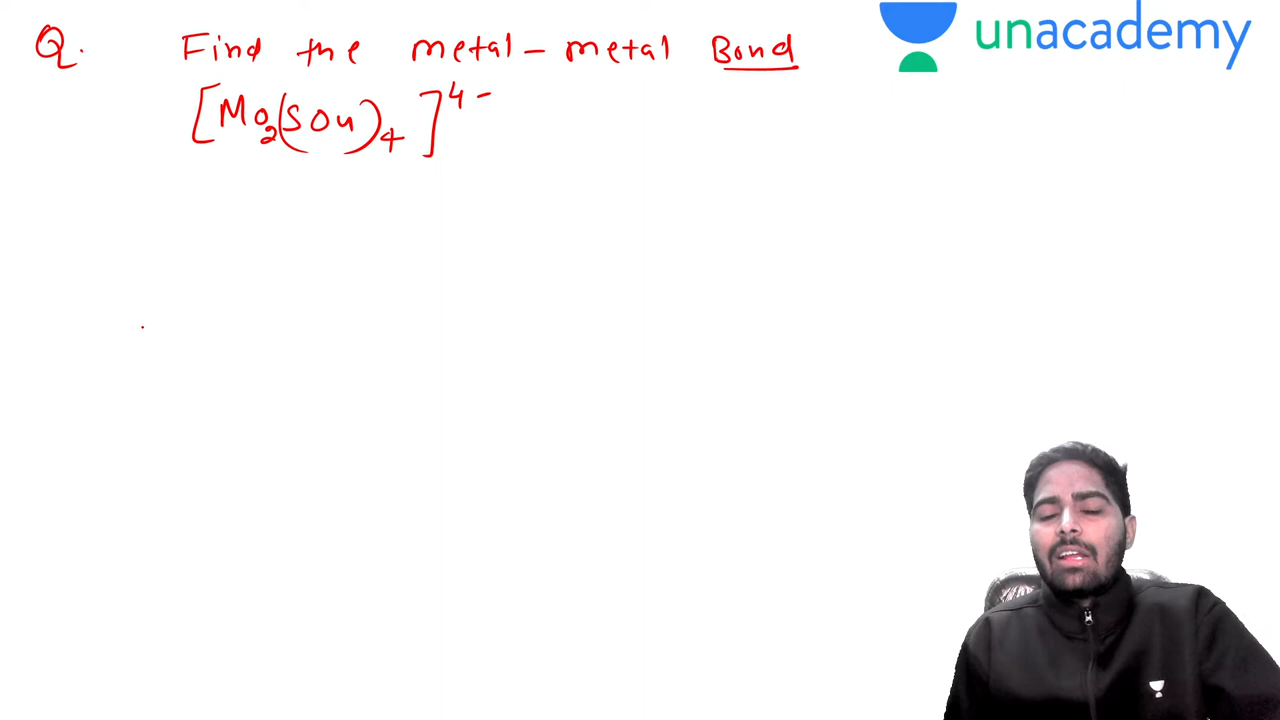 Q. Find the metal - metal Bond unacademy
[Mo2(SO4)4]4-